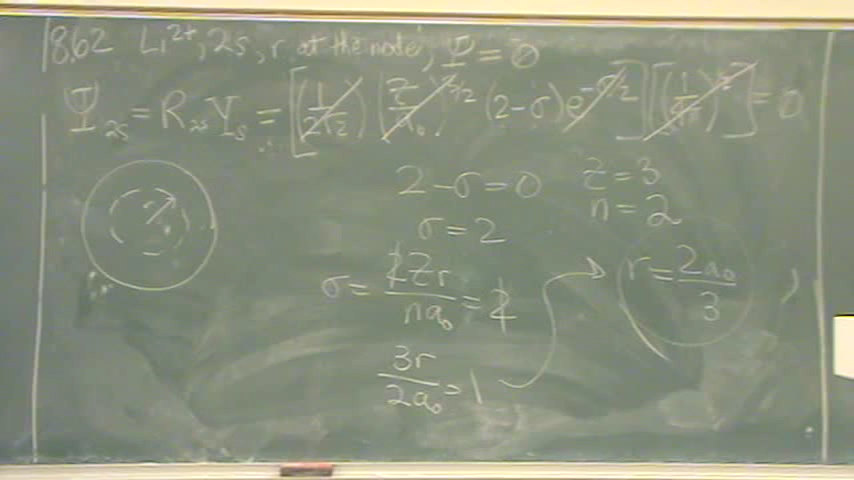 8.62 Li²⁺, 2s, r at the node, Ψ = 0
Ψ₂ₛ = R₂ₛ Yₛ = [(1/2√2) (Z/a₀)^3/2 (2-σ) e^-σ/2] [(1/4π)^1/2] = 0
2-σ=0
σ=2
σ = 2Zr/na₀ = 2
3r/2a₀ = 1
Z=3
n=2
r = 2a₀/3